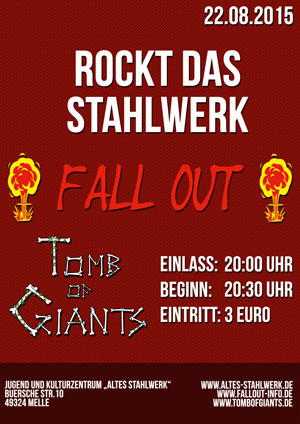 22.08.2015
ROCKT DAS
STAHLWERK
FALL OUT
TOMB
OF
GIANTS
EINLASS: 20:00 UHR
BEGINN: 20:30 UHR
EINTRITT: 3 EURO
JUGEND UND KULTURZENTRUM „ALTES STAHLWERK“
BUERSCHE STR.10
49324 MELLE
WWW.ALTES-STAHLWERK.DE
WWW.FALLOUT-INFO.DE
WWW.TOMBOFGIANTS.DE